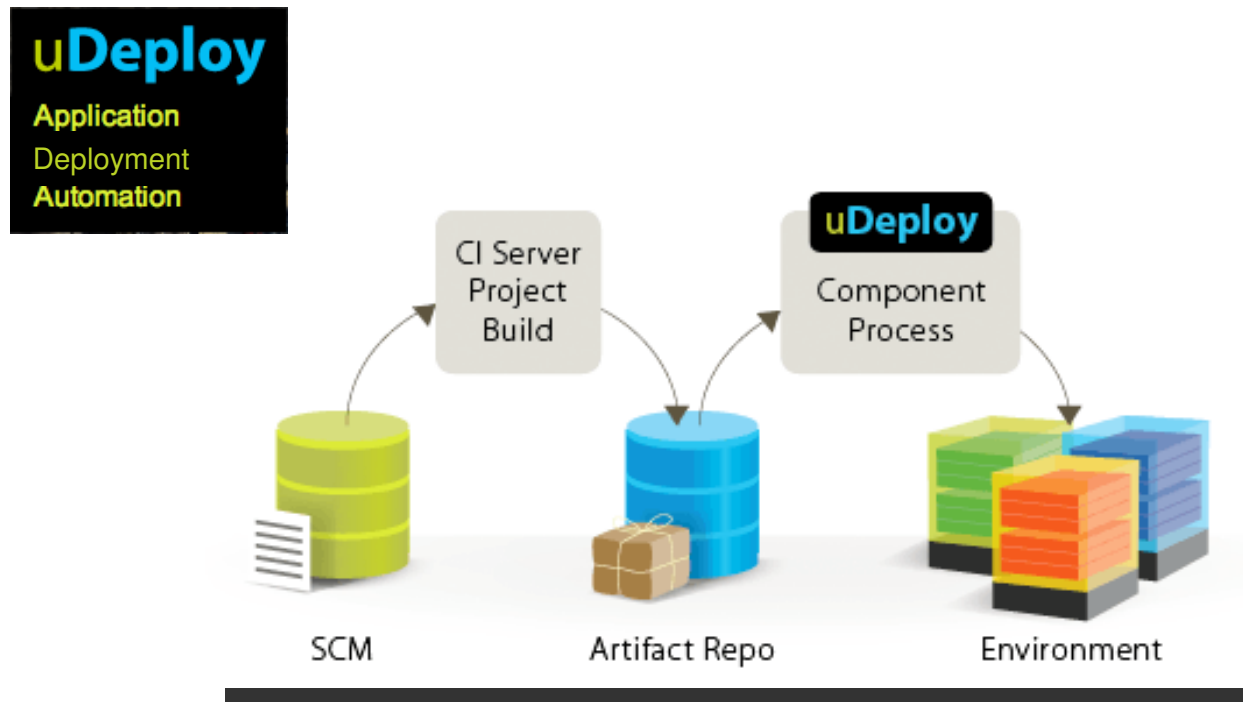 uDeploy
Application
Deployment
Automation
CI Server
Project
Build
uDeploy
Component
Process
SCM
Artifact Repo
Environment